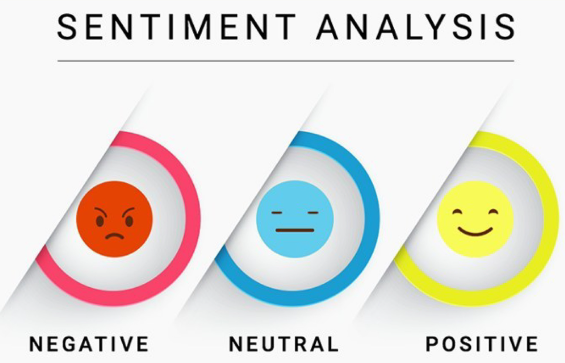 SENTIMENT ANALYSIS
NEGATIVE NEUTRAL POSITIVE